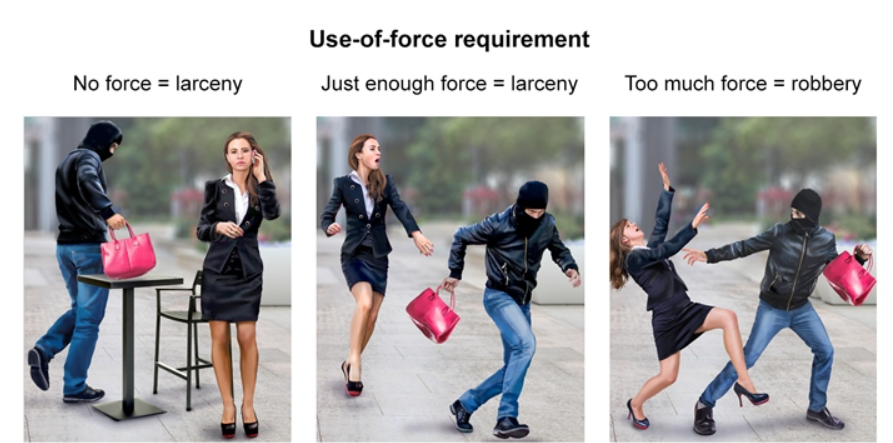 Use-of-force requirement
No force = larceny
Just enough force = larceny
Too much force = robbery